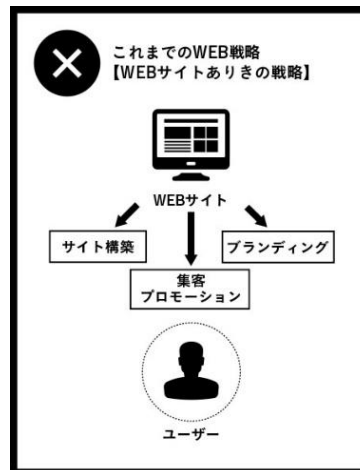 これまでのWEB戦略
【WEBサイトありきの戦略】
WEBサイト
サイト構築
ブランディング
集客
プロモーション
ユーザー